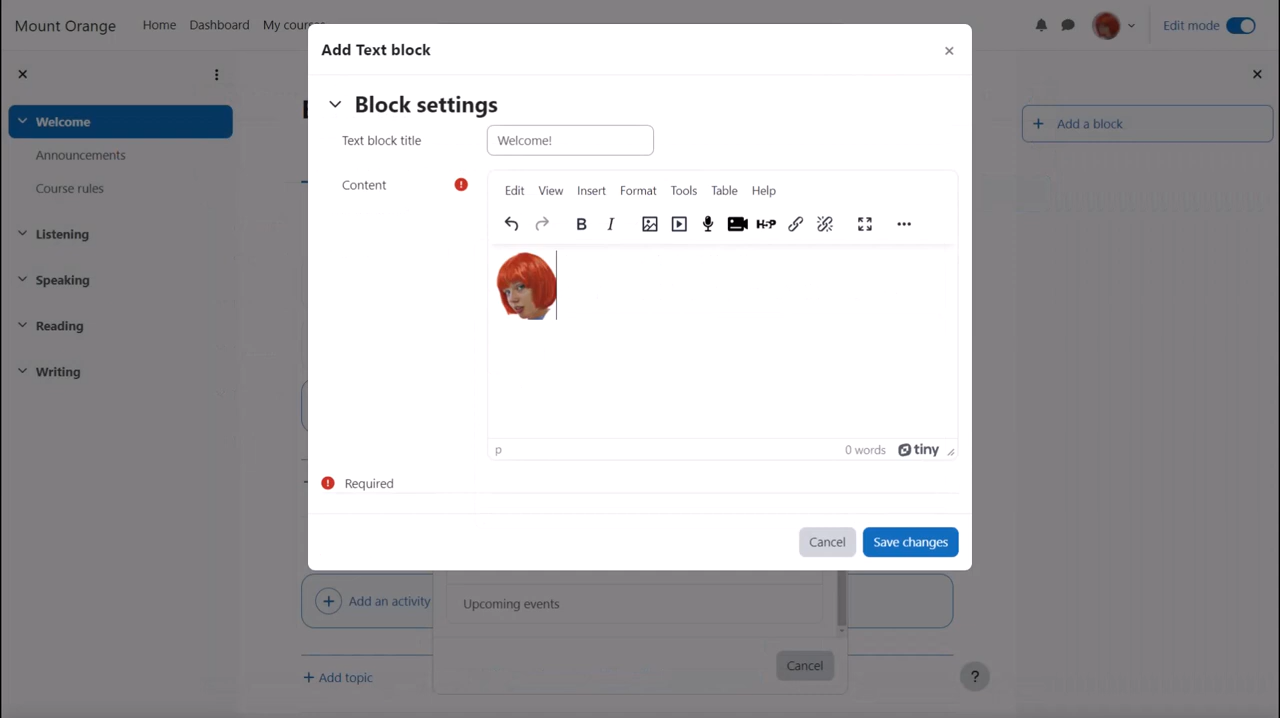 Mount Orange
Home
Dashboard
My cours
Edit mode
Add Text block
Block settings
Text block title
Welcome!
Content
Edit
View
Insert
Format
Tools
Table
Help
B
I
H-P
p
0 words
tiny
Required
Cancel
Save changes
Welcome
Announcements
Course rules
Listening
Speaking
Reading
Writing
Add a block
Add an activity
Upcoming events
Cancel
Add topic
?